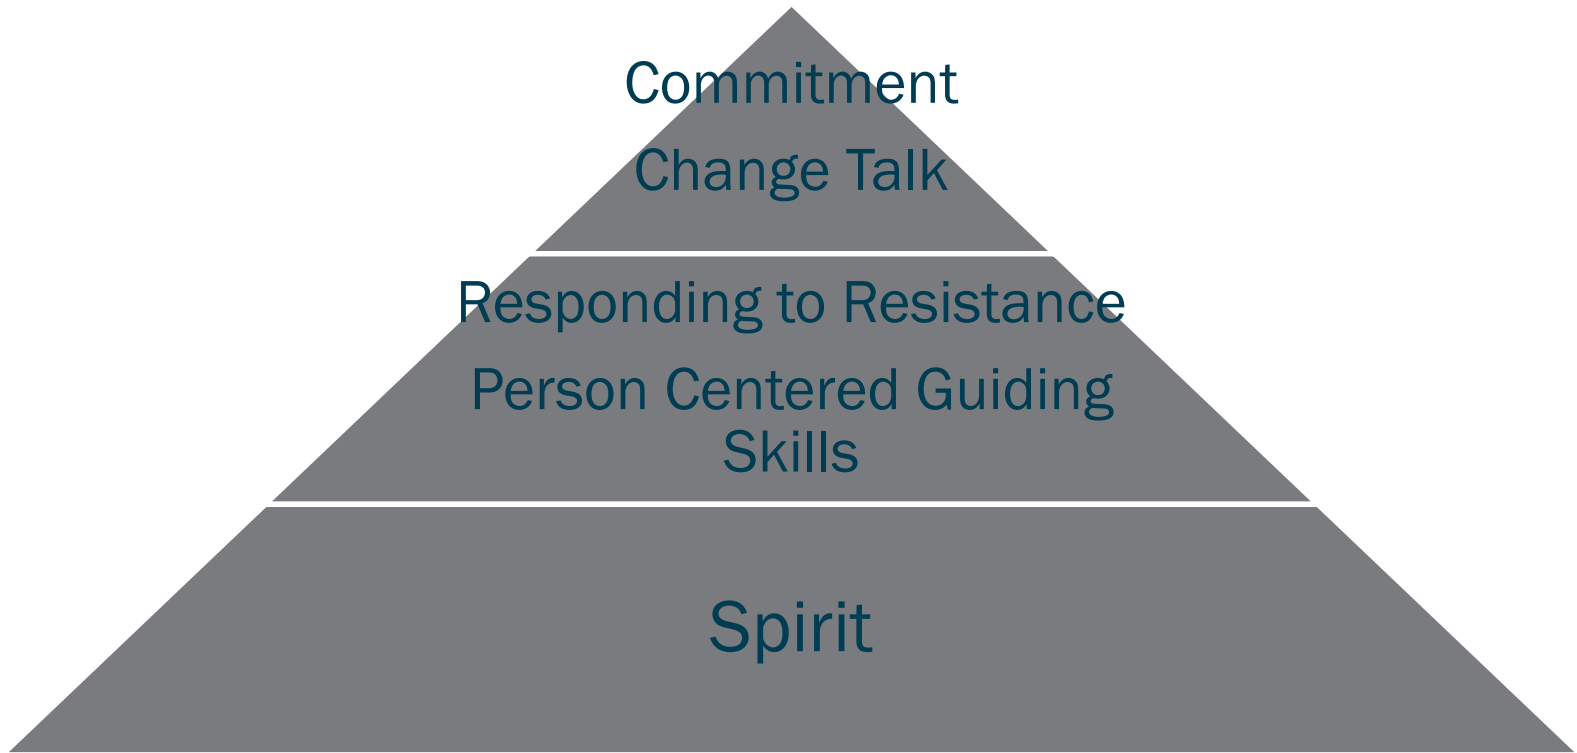 Commitment
Change Talk
Responding to Resistance
Person Centered Guiding
Skills
Spirit